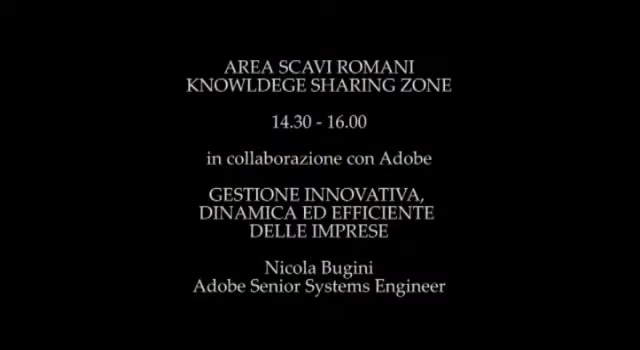 AREA SCAVI ROMANI
KNOWLDEGE SHARING ZONE
14.30 - 16.00
in collaborazione con Adobe
GESTIONE INNOVATIVA,
DINAMICA ED EFFICIENTE
DELLE IMPRESE
Nicola Bugini
Adobe Senior Systems Engineer